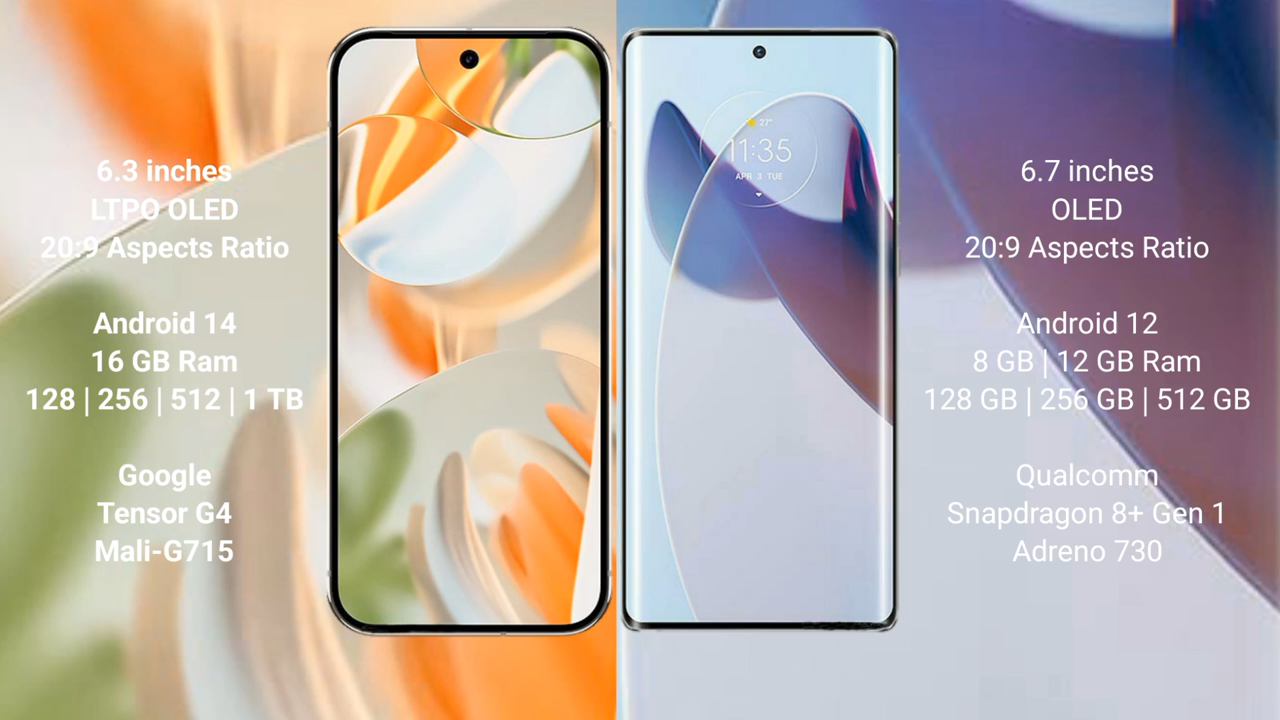 6.3 inches
LTPO OLED
20:9 Aspects Ratio
Android 14
16 GB Ram
128 | 256 | 512 | 1 TB
Google
Tensor G4
Mali-G715
27°
11:35
APR 3 TUE
6.7 inches
OLED
20:9 Aspects Ratio
Android 12
8 GB | 12 GB Ram
128 GB | 256 GB | 512 GB
Qualcomm
Snapdragon 8+ Gen 1
Adreno 730